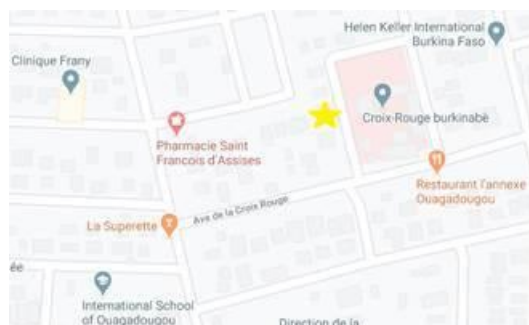 Helen Keller International
Burkina Faso
Clinique Frany
Croix-Rouge burkinabè
Pharmacie Saint
Francois d'Assises
Restaurant l'annexe
Ouagadougou
Ave de la Croix Rouge
La Superette
ée
International School
of Ouagadougou
Direction de la